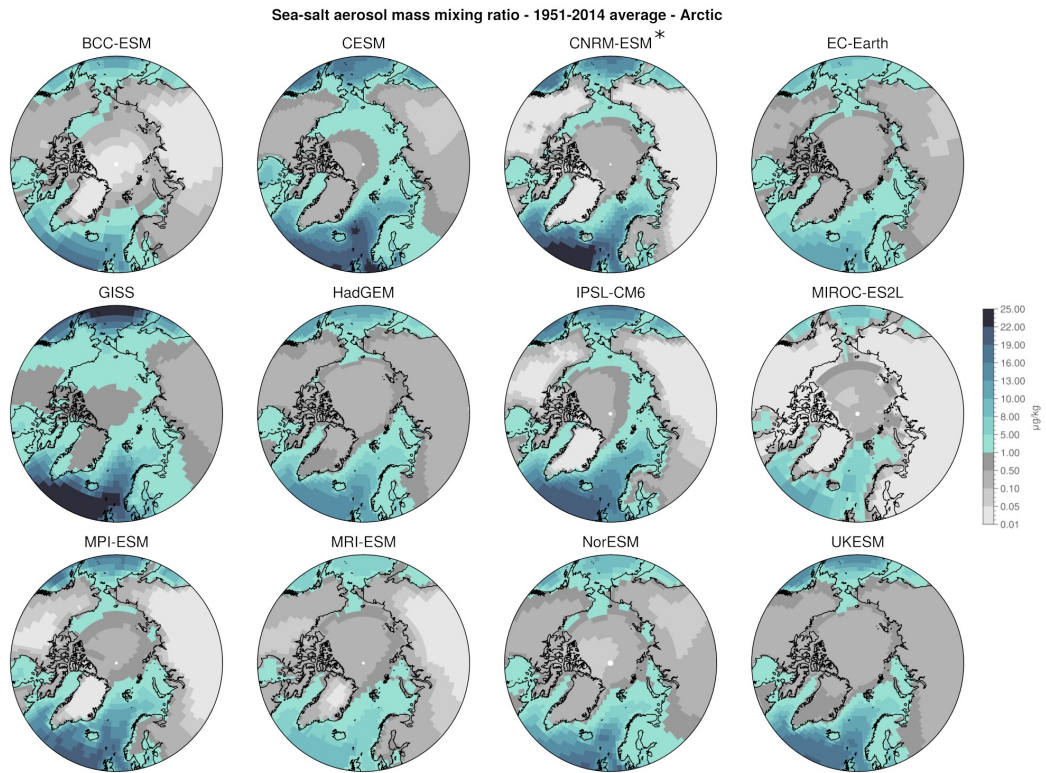 Sea-salt aerosol mass mixing ratio - 1951-2014 average - Arctic
BCC-ESM
CESM
CNRM-ESM*
EC-Earth
GISS
HadGEM
IPSL-CM6
MIROC-ES2L
25.00
22.00
19.00
16.00
13.00
10.00
8.00
5.00
1.00
0.50
0.10
0.05
0.01
µg/kg
MPI-ESM
MRI-ESM
NorESM
UKESM